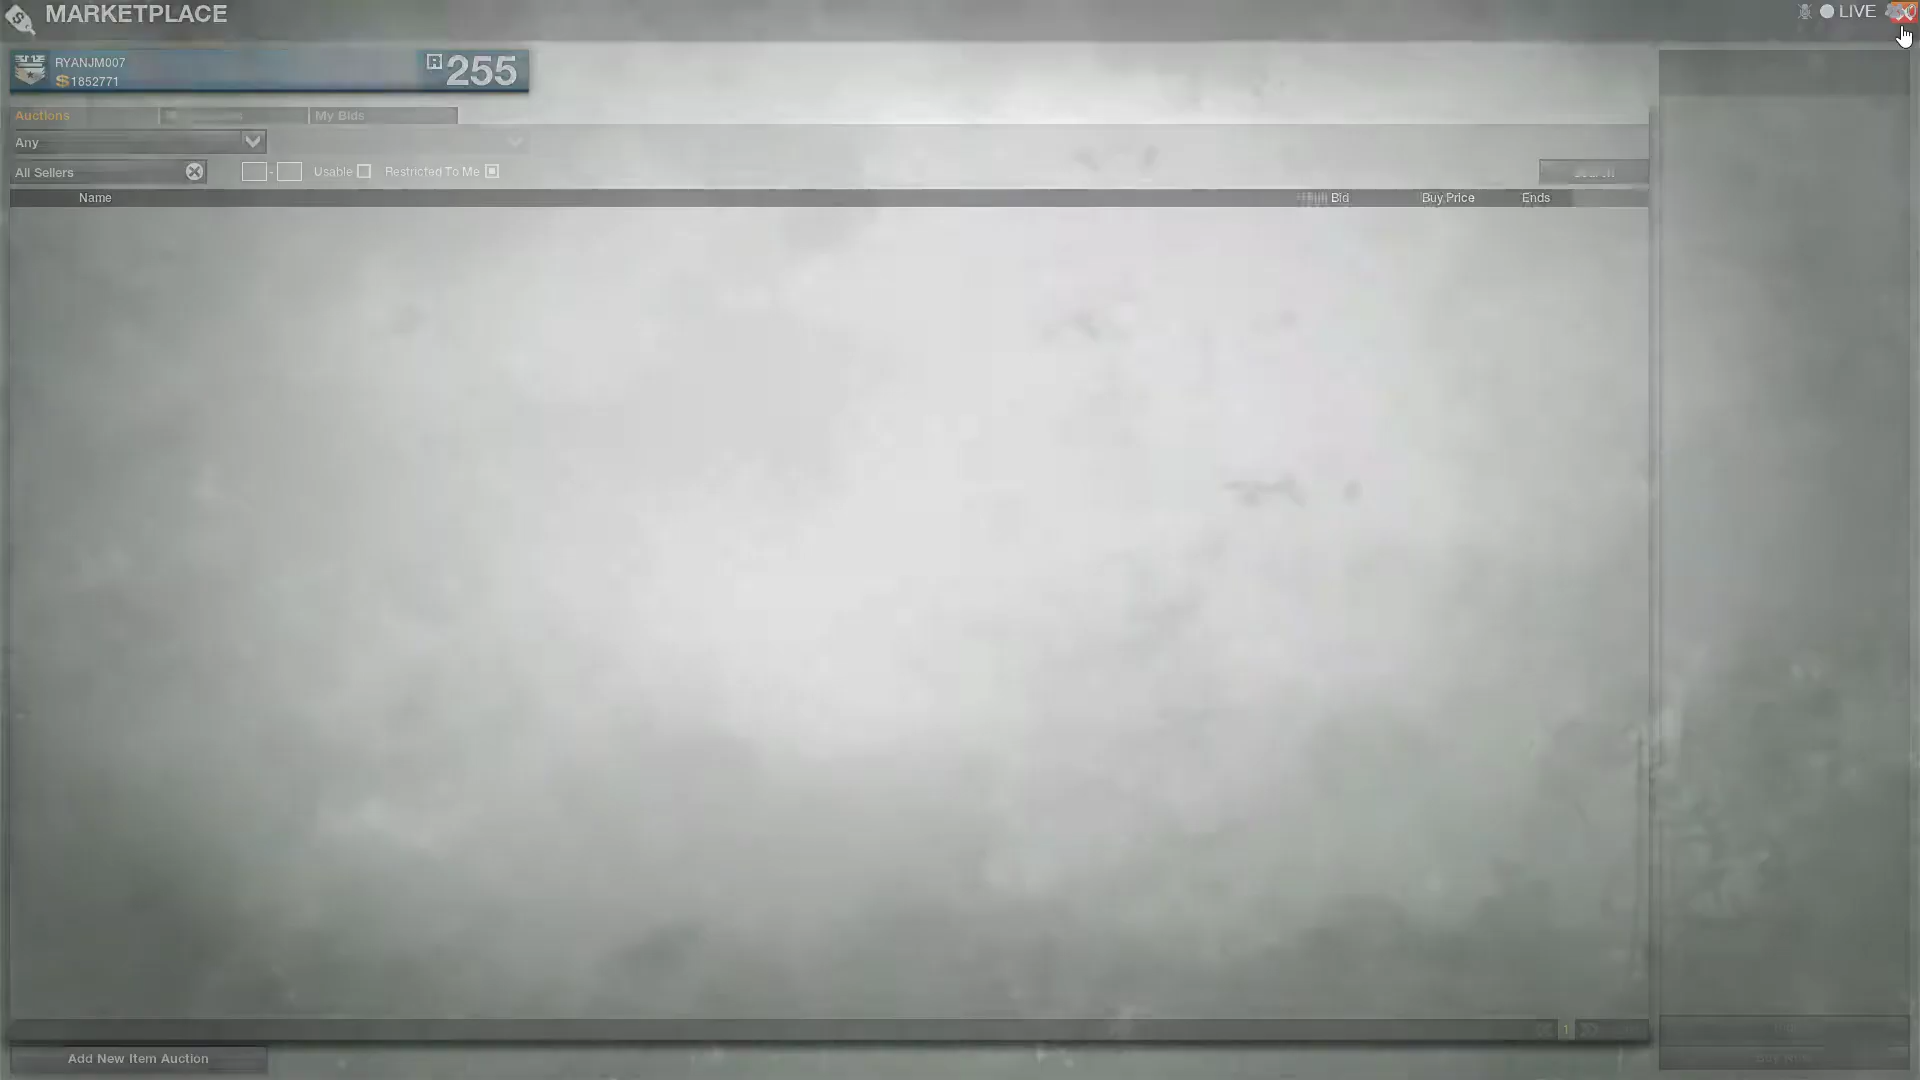 MARKETPLACE
LIVE
RYANJM007
$1852771
R 255
Auctions
My Bids
Any
All Sellers
- Usable Restricted To Me
Name Bid Buy Price Ends
1
Add New Item Auction